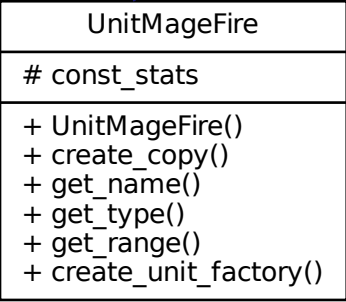 UnitMageFire
# const_stats
+ UnitMageFire()
+ create_copy()
+ get_name()
+ get_type()
+ get_range()
+ create_unit_factory()